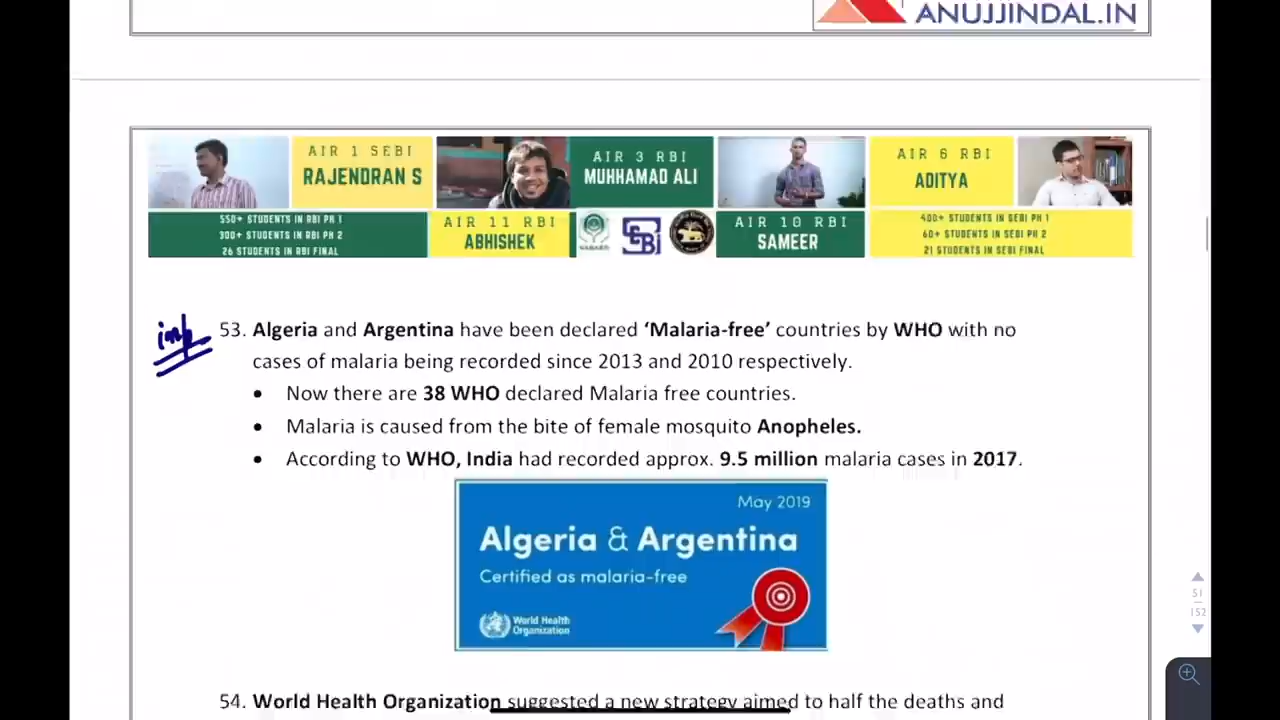 ANUJJINDAL.IN
AIR 1 SEBI
RAJENDRAN S
AIR 3 RBI
MUHHAMAD ALI
AIR 6 RBI
ADITYA
550+ STUDENTS IN RBI PH 1
300+ STUDENTS IN RBI PH 2
26 STUDENTS IN RBI FINAL
AIR 11 RBI
ABHISHEK
SEBI
AIR 10 RBI
SAMEER
400+ STUDENTS IN SEBI PH 1
60+ STUDENTS IN SEBI PH 2
21 STUDENTS IN SEBI FINAL
imp
53. Algeria and Argentina have been declared ‘Malaria-free’ countries by WHO with no
cases of malaria being recorded since 2013 and 2010 respectively.
• Now there are 38 WHO declared Malaria free countries.
• Malaria is caused from the bite of female mosquito Anopheles.
• According to WHO, India had recorded approx. 9.5 million malaria cases in 2017.
May 2019
Algeria & Argentina
Certified as malaria-free
World Health
Organization
51
152
54. World Health Organization suggested a new strategy aimed to half the deaths and